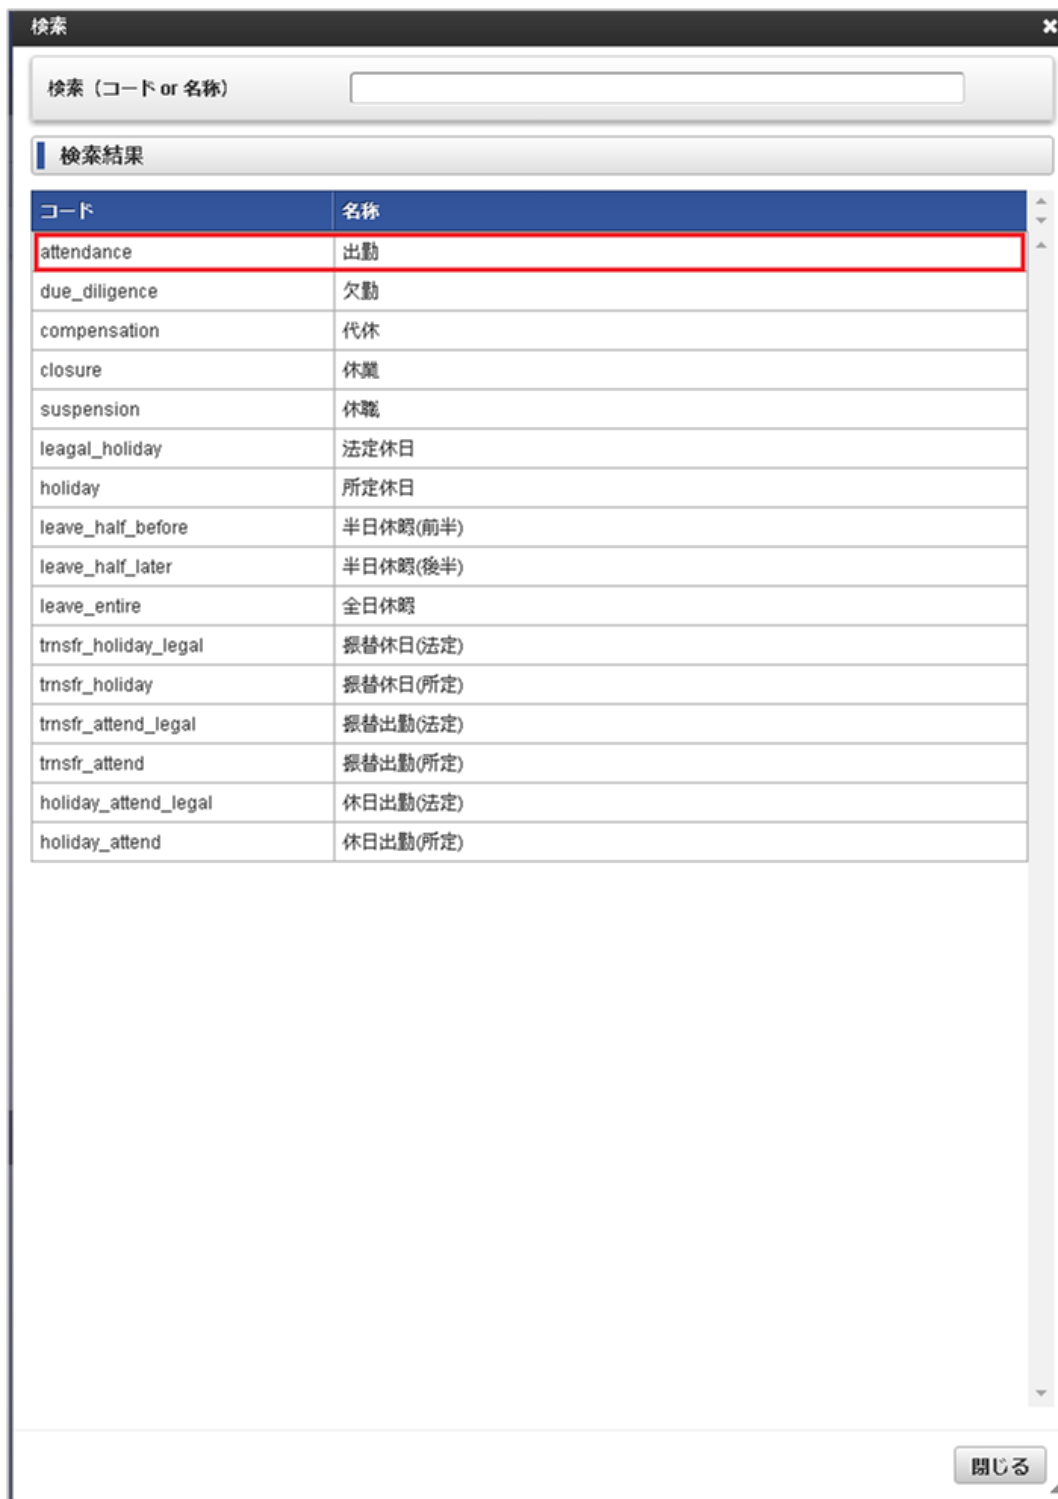 検索
検索（コード or 名称）
検索結果
コード 名称
attendance 出勤
due_diligence 欠勤
compensation 代休
closure 休業
suspension 休職
leagal_holiday 法定休日
holiday 所定休日
leave_half_before 半日休暇(前半)
leave_half_later 半日休暇(後半)
leave_entire 全日休暇
trnsfr_holiday_legal 振替休日(法定)
trnsfr_holiday 振替休日(所定)
trnsfr_attend_legal 振替出勤(法定)
trnsfr_attend 振替出勤(所定)
holiday_attend_legal 休日出勤(法定)
holiday_attend 休日出勤(所定)
閉じる